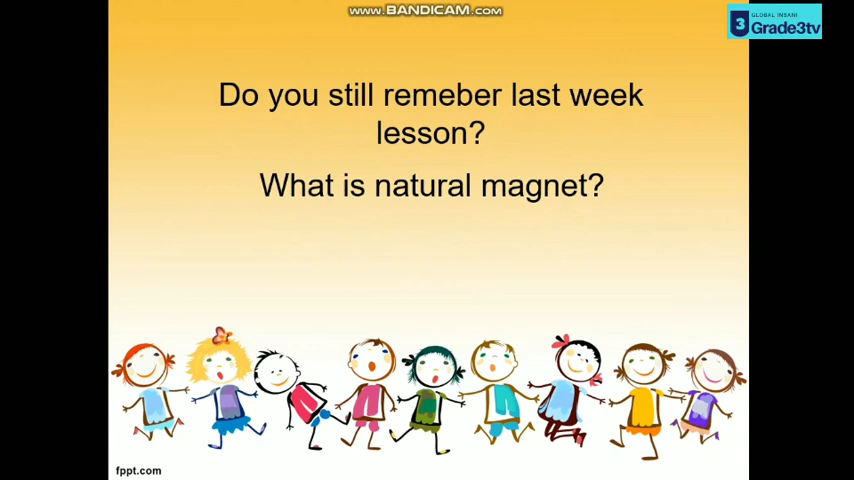 www.BANDICAM.com
GLOBAL INSANI
3 Grade3tv
Do you still remeber last week
lesson?
What is natural magnet?
fppt.com